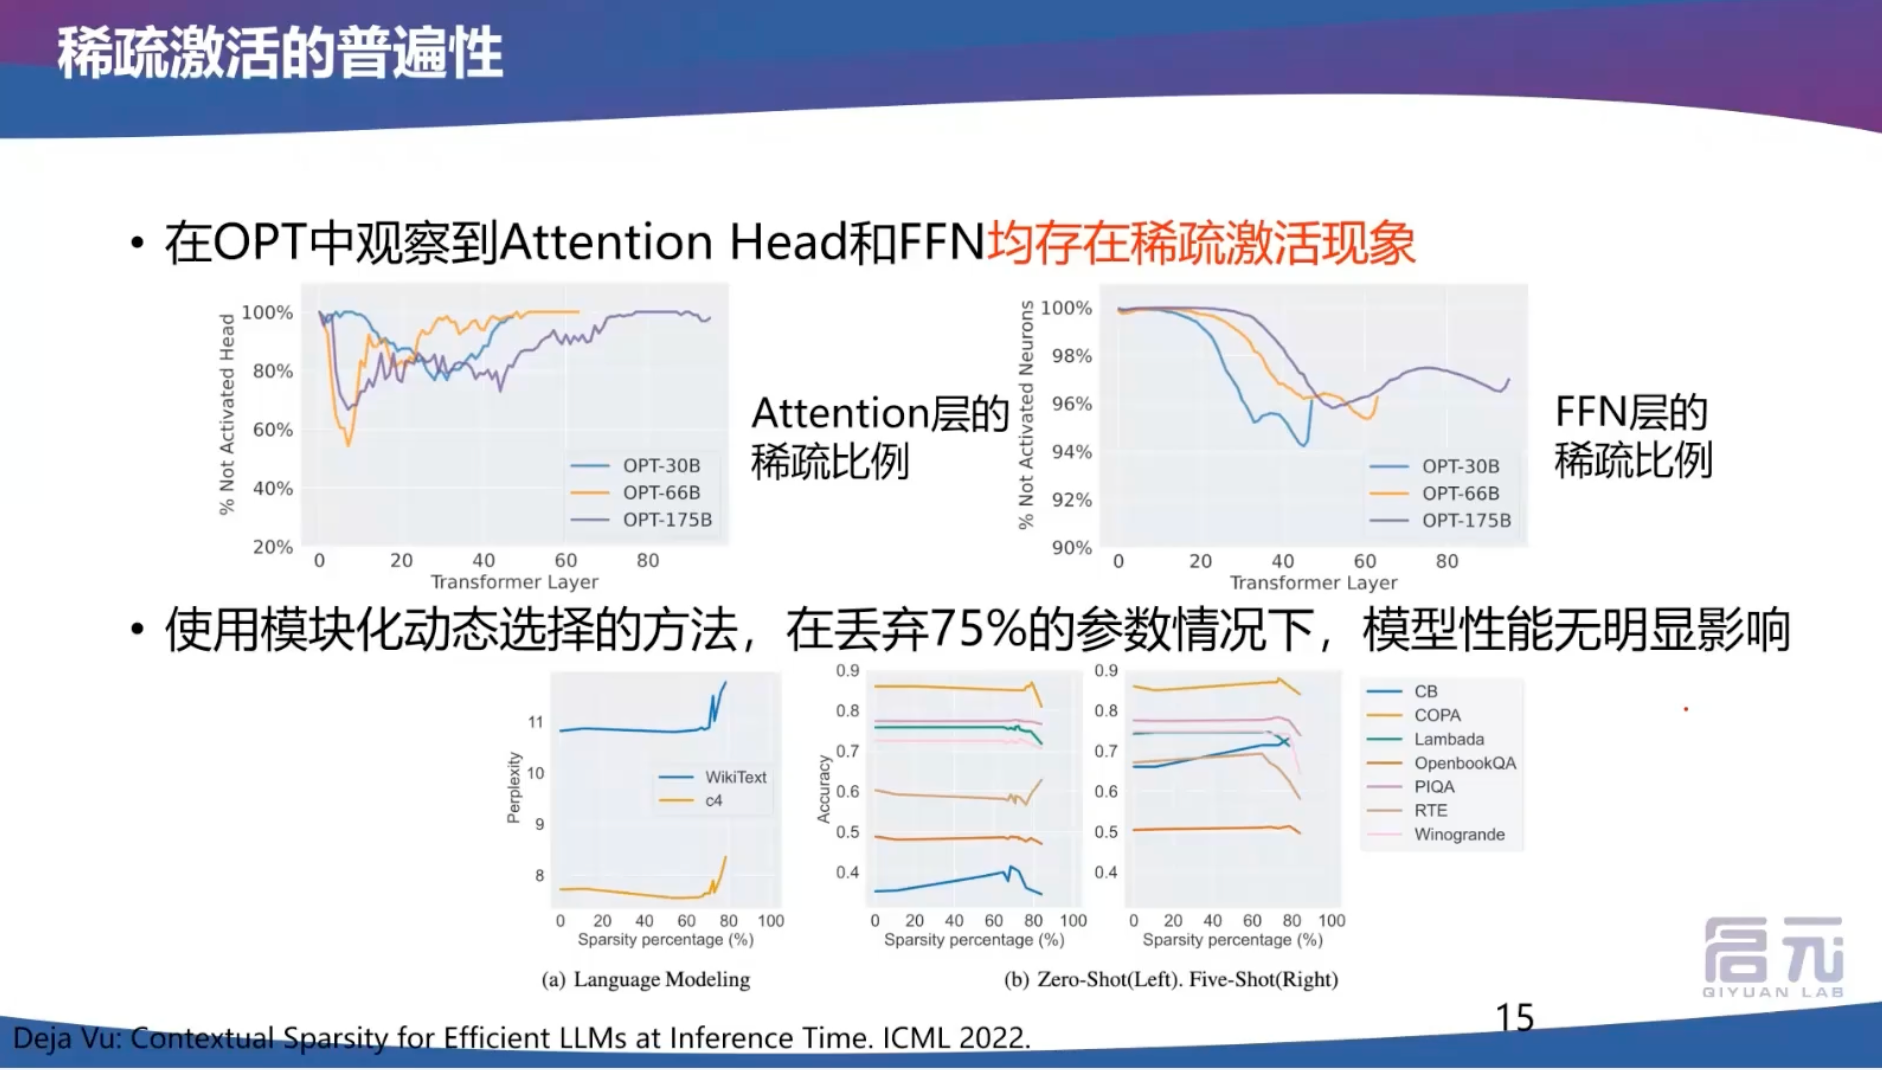 稀疏激活的普遍性
• 在OPT中观察到Attention Head和FFN均存在稀疏激活现象
% Not Activated Head
100%
80%
60%
40%
20%
0 20 40 60 80
Transformer Layer
OPT-30B
OPT-66B
OPT-175B
Attention层的
稀疏比例
% Not Activated Neurons
100%
98%
96%
94%
92%
90%
0 20 40 60 80
Transformer Layer
OPT-30B
OPT-66B
OPT-175B
FFN层的
稀疏比例
• 使用模块化动态选择的方法，在丢弃75%的参数情况下，模型性能无明显影响
Perplexity
11
10
9
8
WikiText
c4
0 20 40 60 80 100
Sparsity percentage (%)
(a) Language Modeling
Accuracy
0.9
0.8
0.7
0.6
0.5
0.4
0 20 40 60 80 100
Sparsity percentage (%)
0.9
0.8
0.7
0.6
0.5
0.4
0 20 40 60 80 100
Sparsity percentage (%)
(b) Zero-Shot(Left). Five-Shot(Right)
CB
COPA
Lambada
OpenbookQA
PIQA
RTE
Winogrande
启元
QIYUAN LAB
15
Deja Vu: Contextual Sparsity for Efficient LLMs at Inference Time. ICML 2022.